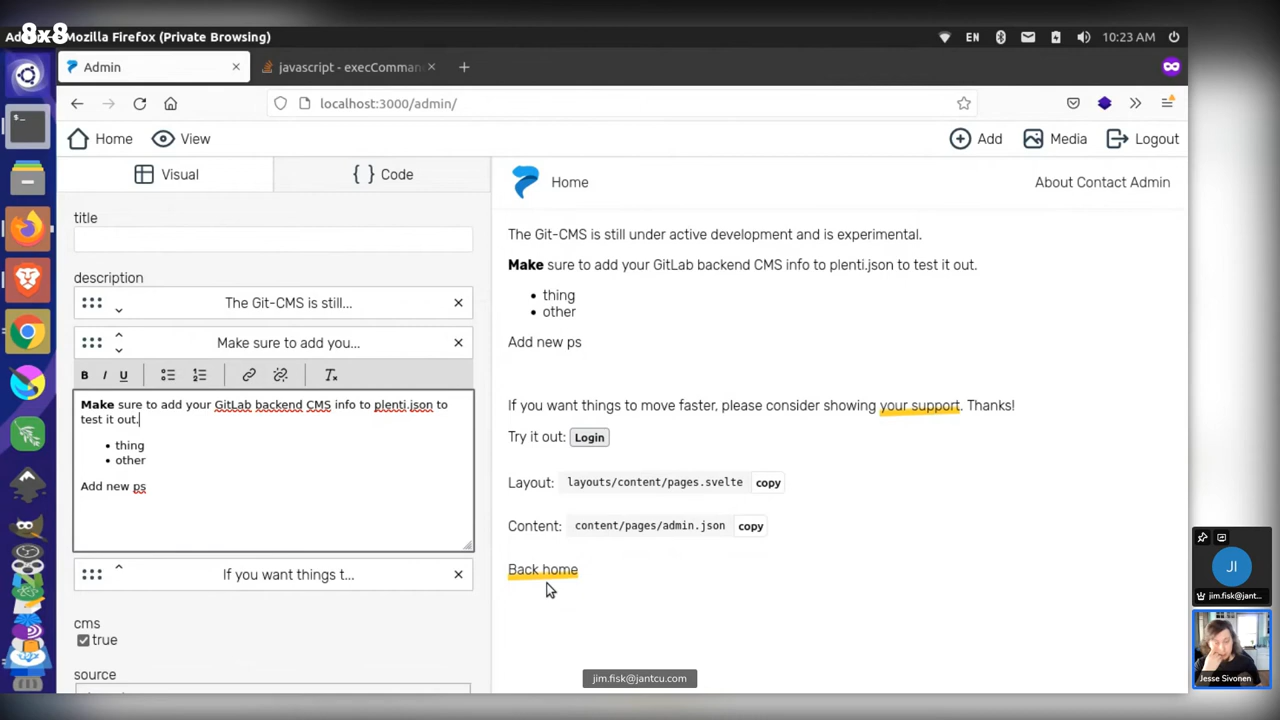 8x8
Ad
Mozilla Firefox (Private Browsing)
EN
10:23 AM
Admin
javascript - execComman
localhost:3000/admin/
Home
View
Add
Media
Logout
Visual
{ } Code
Home
About Contact Admin
title
description
The Git-CMS is still...
Make sure to add you...
B I U
Make sure to add your GitLab backend CMS info to plenti.json to
test it out.
• thing
• other
Add new ps
If you want things t...
cms
true
source
The Git-CMS is still under active development and is experimental.
Make sure to add your GitLab backend CMS info to plenti.json to test it out.
• thing
• other
Add new ps
If you want things to move faster, please consider showing your support. Thanks!
Try it out: Login
Layout: layouts/content/pages.svelte copy
Content: content/pages/admin.json copy
Back home
JI
jim.fisk@jant...
Jesse Sivonen
jim.fisk@jantcu.com